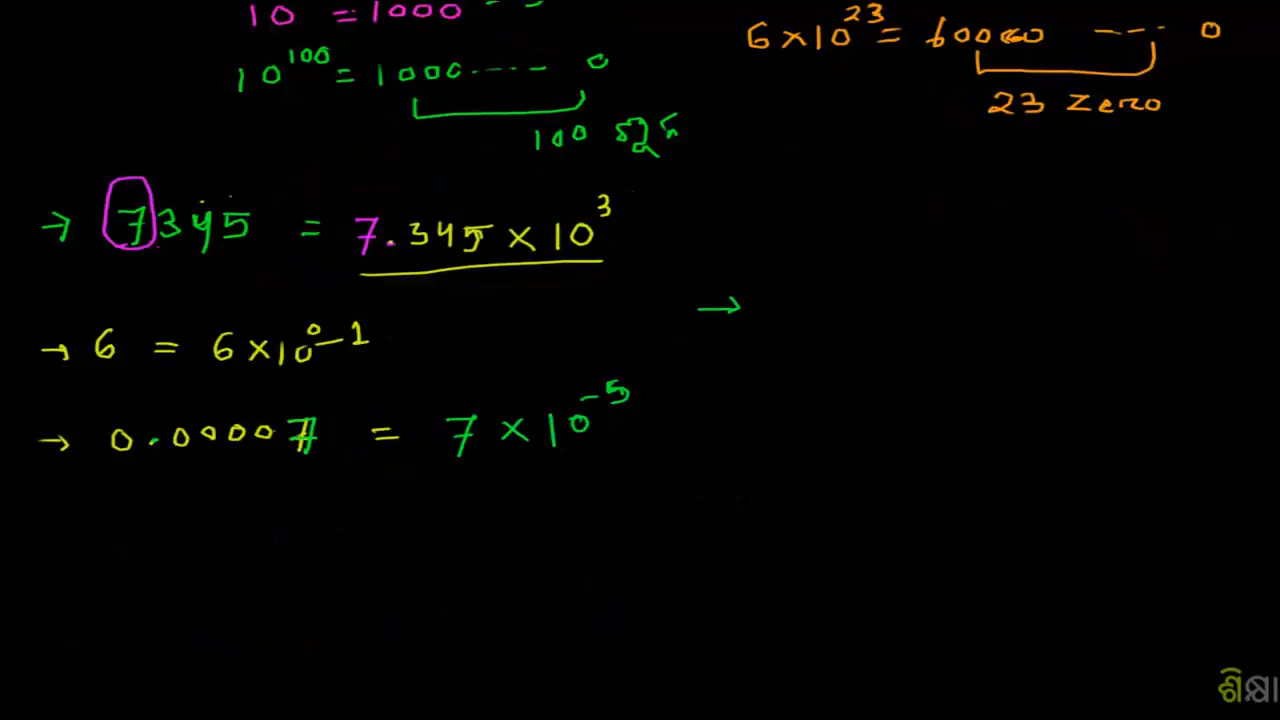 10 = 1000 --
10^100 = 1000 ----- 0
100
6×10^23 = 60000 --- 0
23 zero
→ 7345 = 7.345 × 10^3
→ 6 = 6×10^0 — 1
→
→ 0.00007 = 7 × 10^-5
ଶିକ୍ଷା